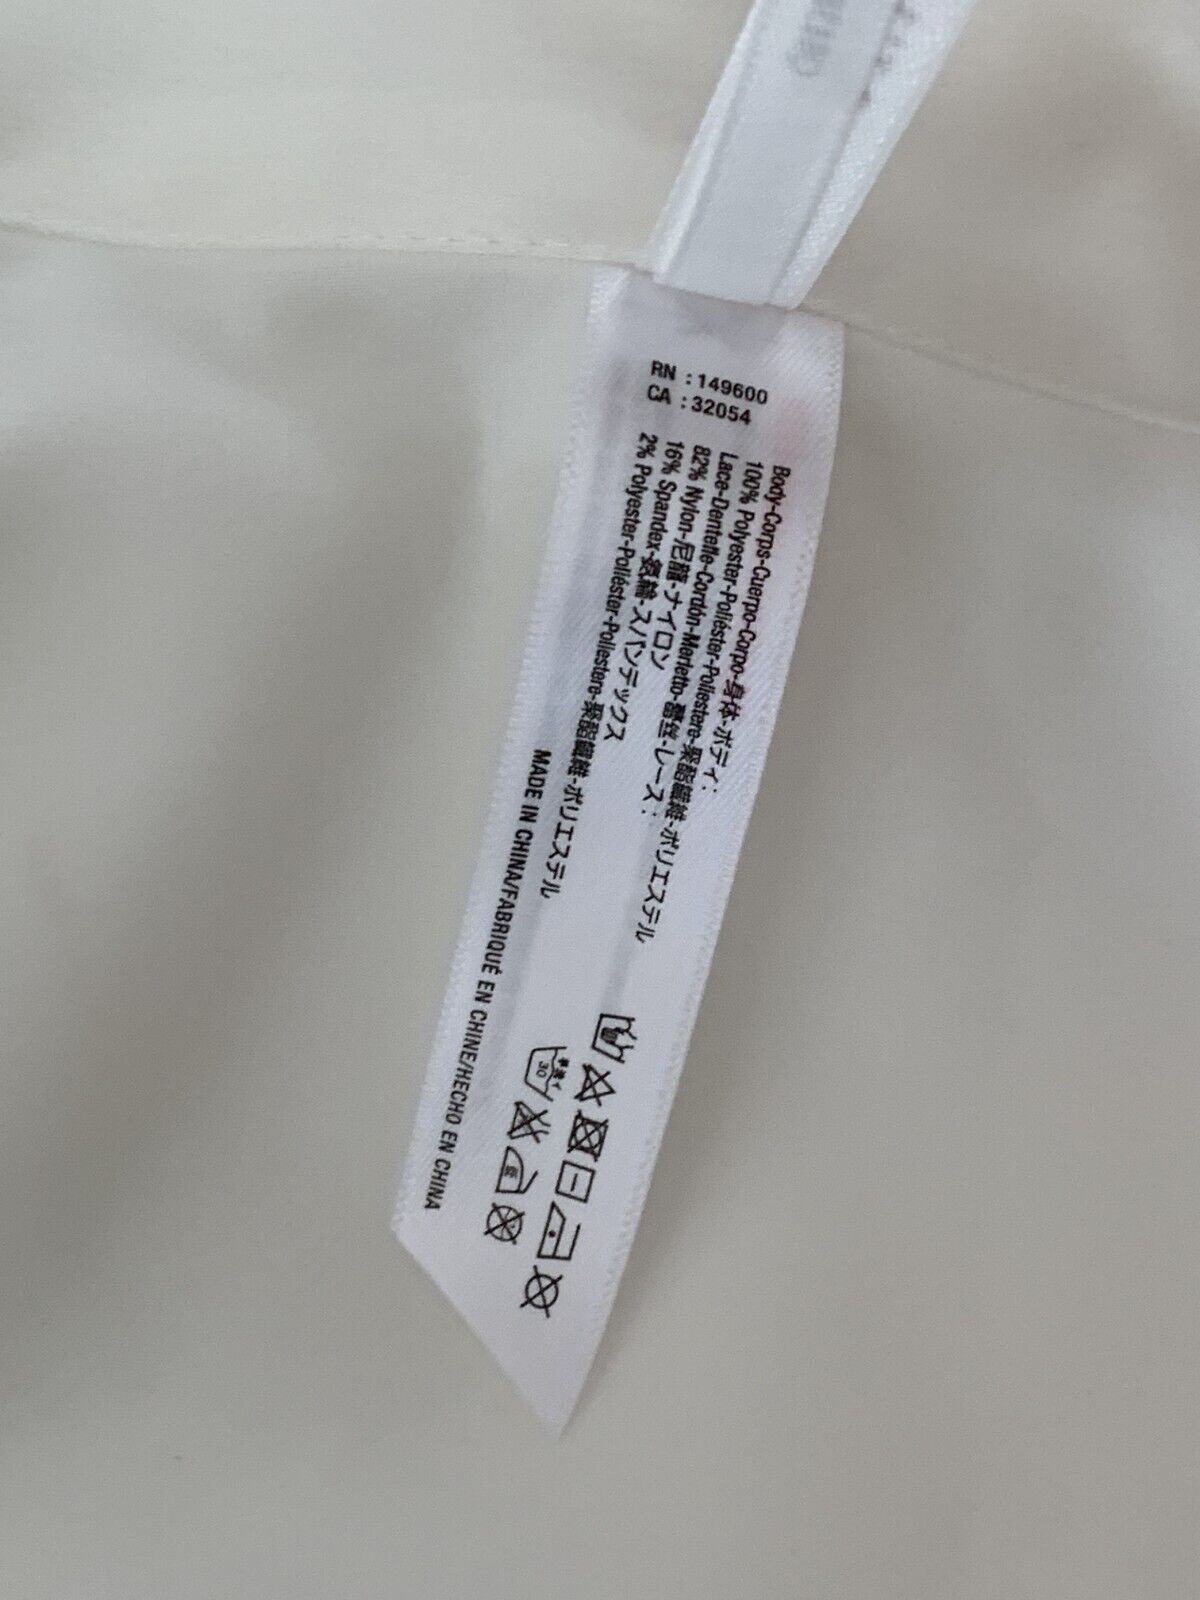 RN : 149600
CA : 32054
Body-Corps-Cuerpo-Corpo-身体-ボディ:
100% Polyester-Poliéster-Poliestere-聚酯纖維-ポリエステル
Lace-Dentelle-Cordón-Merletto-蕾丝-レース:
82% Nylon-尼龍-ナイロン
16% Spandex-氨綸-スパンテックス
2% Polyester-Poliéster-Poliestere-聚酯纖維-ポリエステル
MADE IN CHINA/FABRIQUÉ EN CHINE/HECHO EN CHINA
30